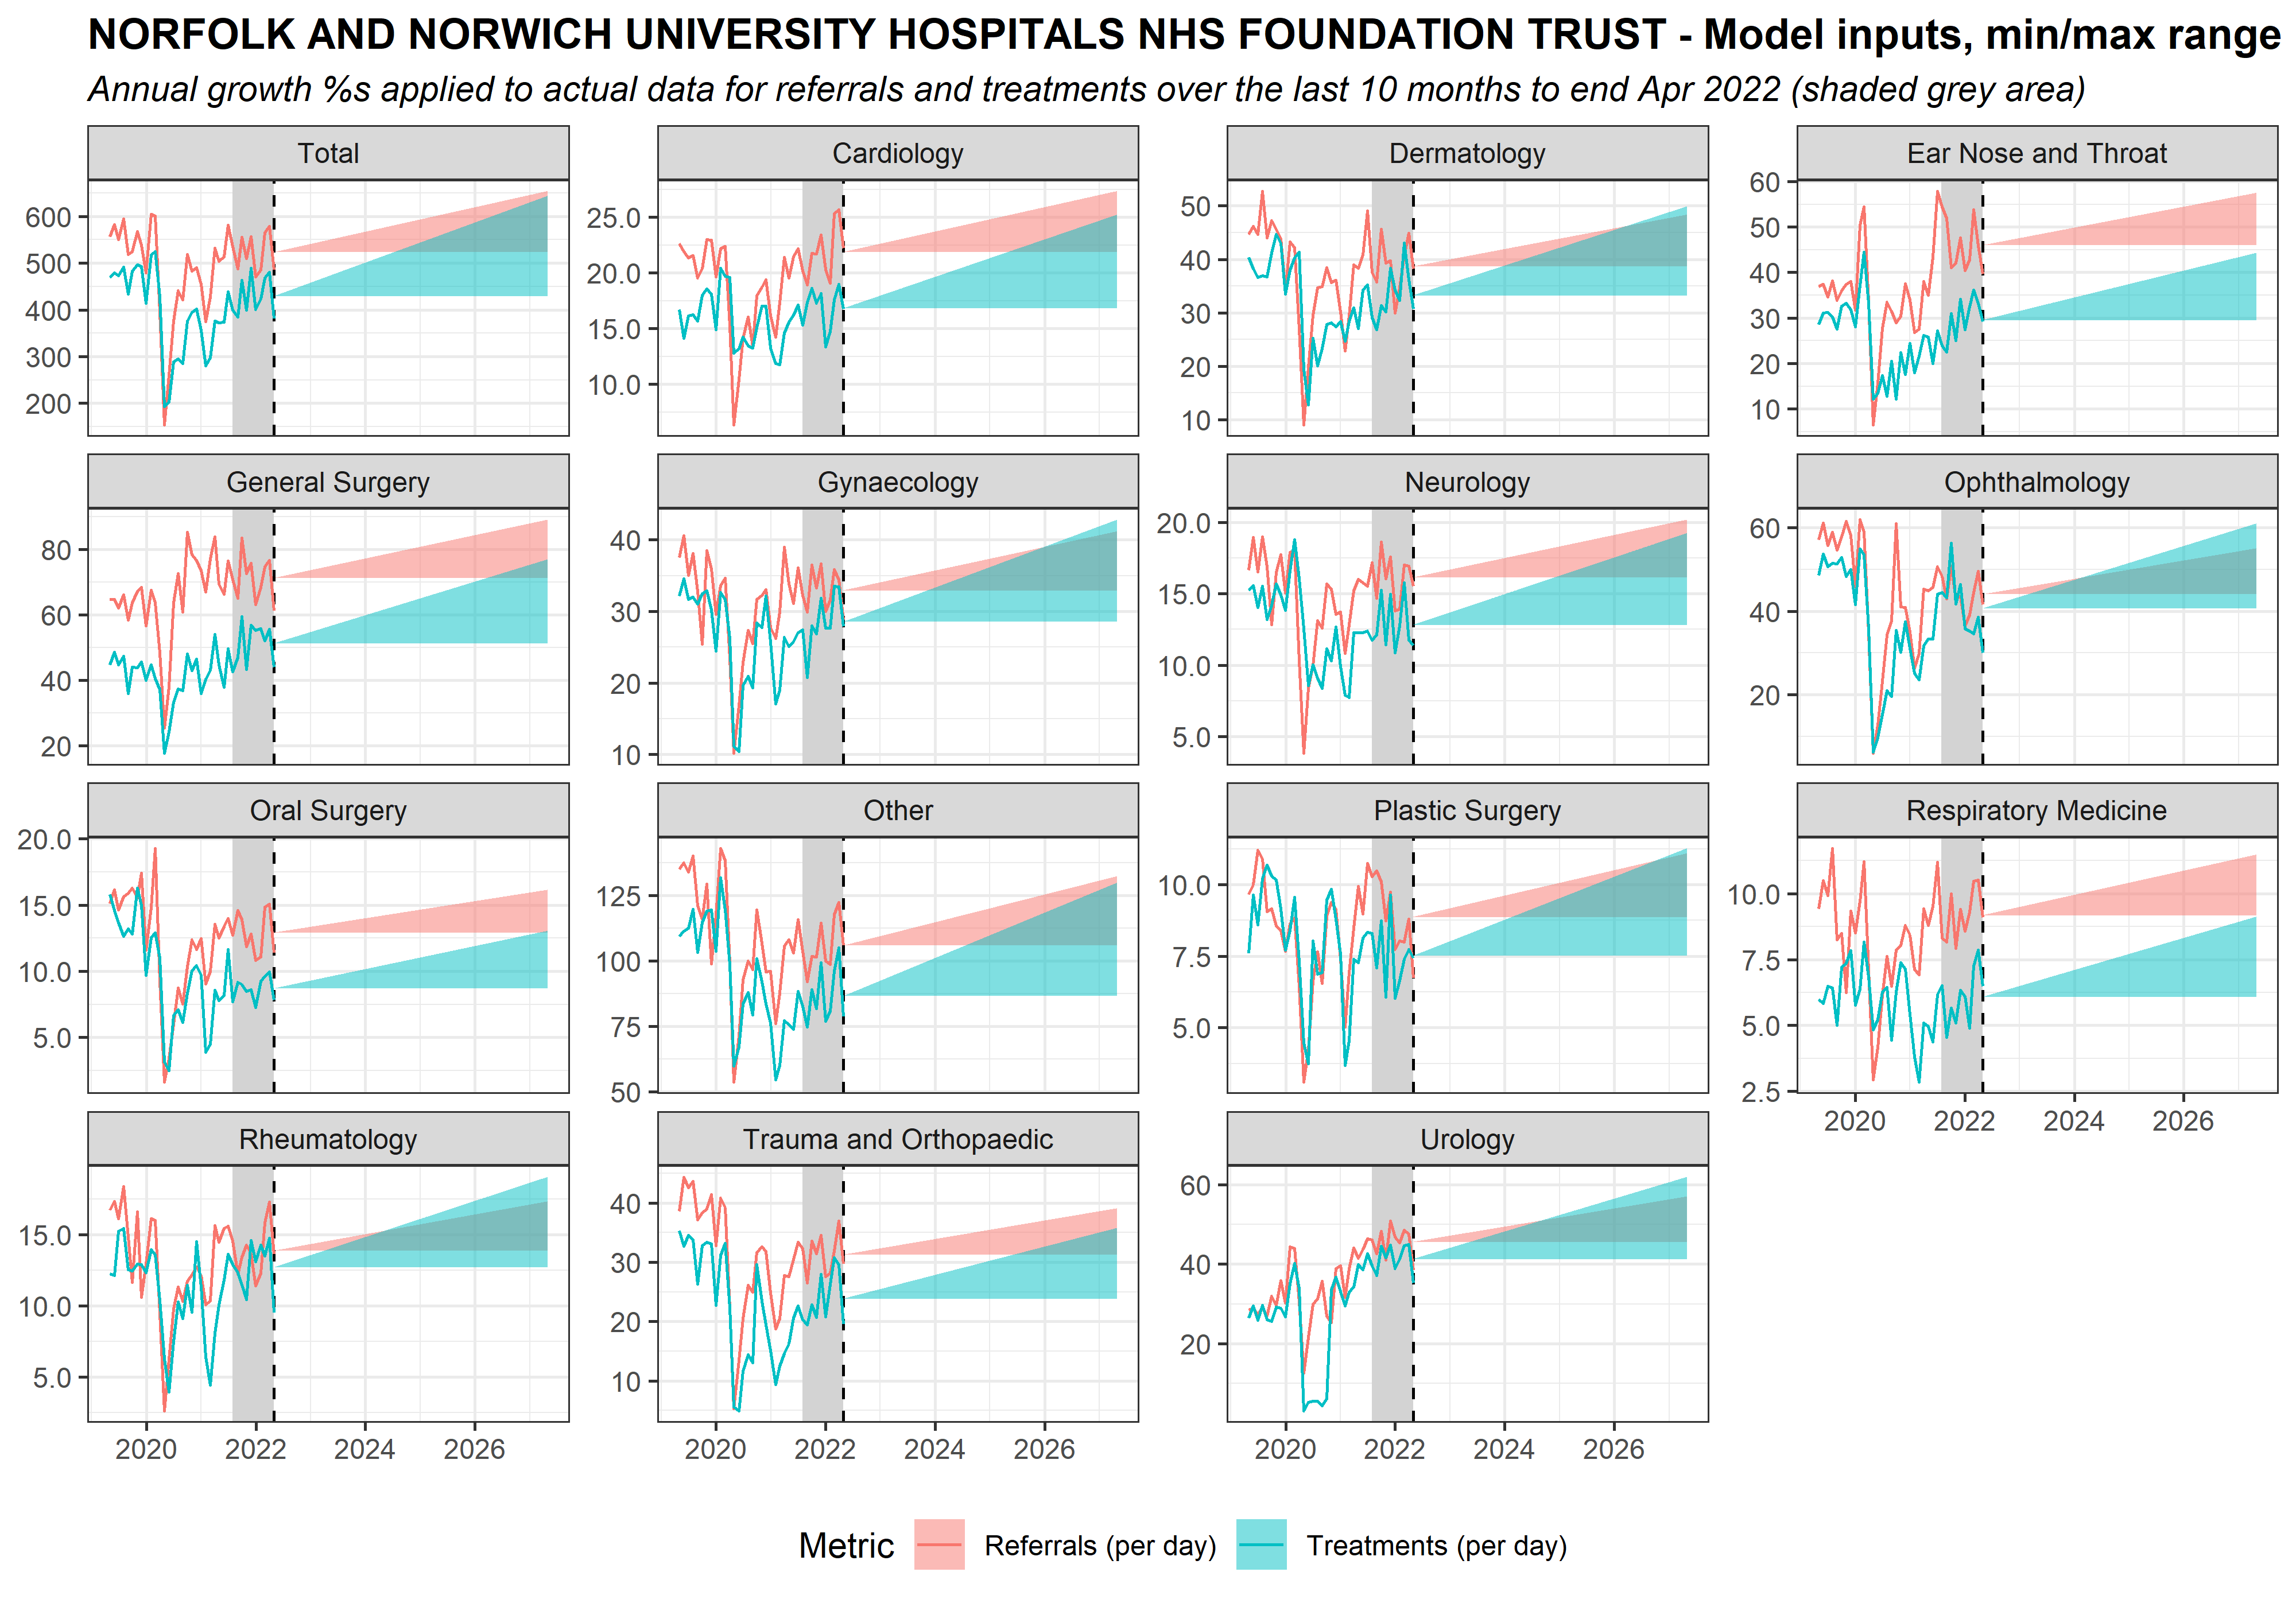 NORFOLK AND NORWICH UNIVERSITY HOSPITALS NHS FOUNDATION TRUST - Model inputs, min/max range
Annual growth %s applied to actual data for referrals and treatments over the last 10 months to end Apr 2022 (shaded grey area)
Total
600
500
400
300
200
Cardiology
25.0
20.0
15.0
10.0
Dermatology
50
40
30
20
10
Ear Nose and Throat
60
50
40
30
20
10
General Surgery
80
60
40
20
Gynaecology
40
30
20
10
Neurology
20.0
15.0
10.0
5.0
Ophthalmology
60
40
20
Oral Surgery
20.0
15.0
10.0
5.0
Other
125
100
75
50
Plastic Surgery
10.0
7.5
5.0
Respiratory Medicine
10.0
7.5
5.0
2.5
2020 2022 2024 2026
Rheumatology
15.0
10.0
5.0
2020 2022 2024 2026
Trauma and Orthopaedic
40
30
20
10
2020 2022 2024 2026
Urology
60
40
20
2020 2022 2024 2026
Metric Referrals (per day) Treatments (per day)